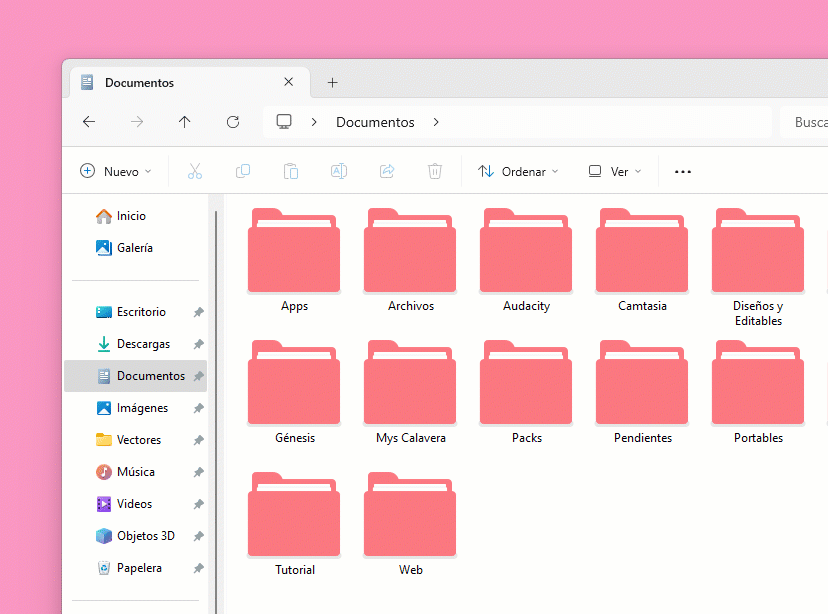 Documentos
Documentos
Busca
Nuevo
Ordenar
Ver
Inicio
Galería
Escritorio
Descargas
Documentos
Imágenes
Vectores
Música
Videos
Objetos 3D
Papelera
Apps
Archivos
Audacity
Camtasia
Diseños y
Editables
Génesis
Mys Calavera
Packs
Pendientes
Portables
Tutorial
Web